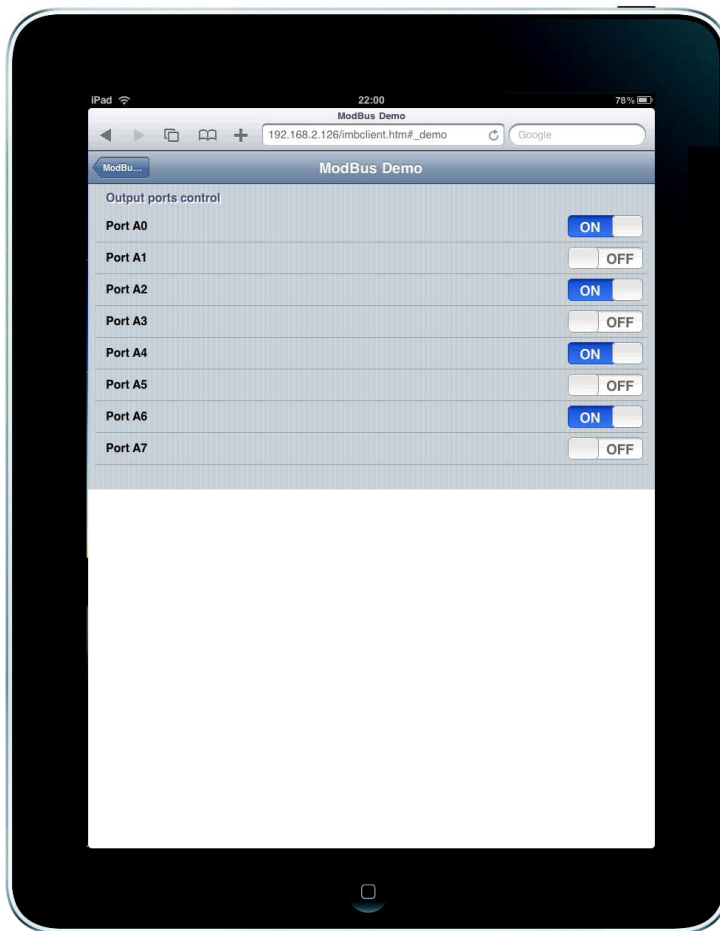 iPad 22:00 78%
ModBus Demo
192.168.2.126/imbclient.htm#_demo Google
ModBu... ModBus Demo
Output ports control
Port A0 ON
Port A1 OFF
Port A2 ON
Port A3 OFF
Port A4 ON
Port A5 OFF
Port A6 ON
Port A7 OFF